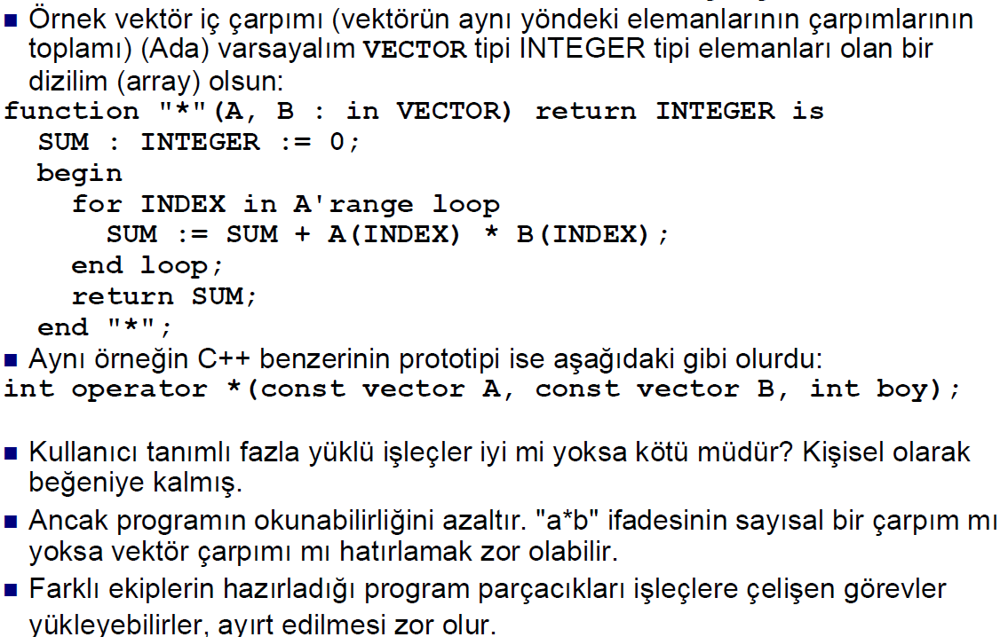 ■ Örnek vektör iç çarpımı (vektörün aynı yöndeki elemanlarının çarpımlarının
toplamı) (Ada) varsayalım VECTOR tipi INTEGER tipi elemanları olan bir
dizilim (array) olsun:
function "*"(A, B : in VECTOR) return INTEGER is
SUM : INTEGER := 0;
begin
for INDEX in A'range loop
SUM := SUM + A(INDEX) * B(INDEX);
end loop;
return SUM;
end "*";
■ Aynı örneğin C++ benzerinin prototipi ise aşağıdaki gibi olurdu:
int operator *(const vector A, const vector B, int boy);
■ Kullanıcı tanımlı fazla yüklü işleçler iyi mi yoksa kötü müdür? Kişisel olarak
beğeniye kalmış.
■ Ancak programın okunabilirliğini azaltır. "a*b" ifadesinin sayısal bir çarpım mı
yoksa vektör çarpımı mı hatırlamak zor olabilir.
■ Farklı ekiplerin hazırladığı program parçacıkları işleçlere çelişen görevler
yükleyebilirler, ayırt edilmesi zor olur.